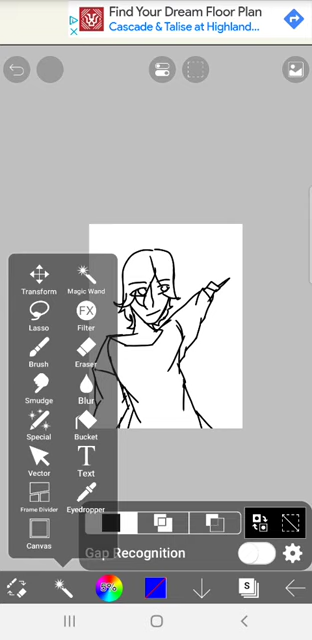 Find Your Dream Floor Plan
Cascade & Talise at Highland...
Transform
Magic Wand
Lasso
FX
Filter
Brush
Eraser
Smudge
Blur
Special
Bucket
Vector
T
Text
Frame Divider
Eyedropper
Canvas
Gap Recognition
S